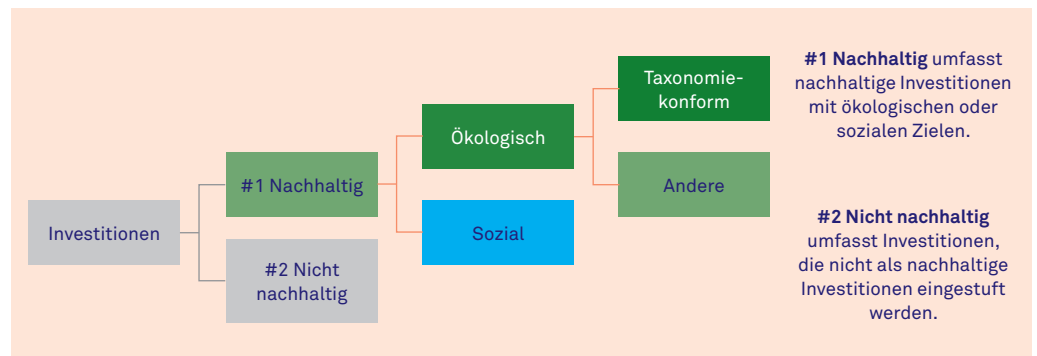 Investitionen
#1 Nachhaltig
#2 Nicht
nachhaltig
Ökologisch
Sozial
Taxonomie-
konform
Andere
#1 Nachhaltig umfasst
nachhaltige Investitionen
mit ökologischen oder
sozialen Zielen.
#2 Nicht nachhaltig
umfasst Investitionen,
die nicht als nachhaltige
Investitionen eingestuft
werden.